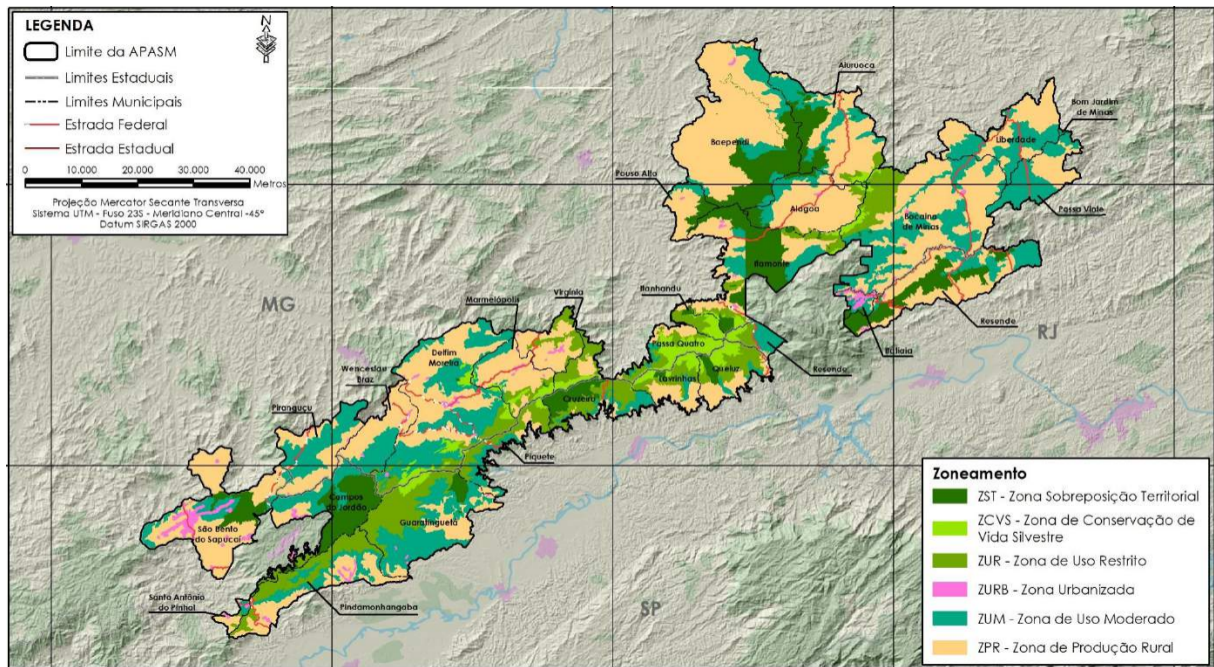 LEGENDA
N
Limite da APASM
Limites Estaduais
Limites Municipais
Estrada Federal
Estrada Estadual
0 10.000 20.000 30.000 40.000
Metros
Projeção Mercator Secante Transversa
Sistema UTM - Fuso 23S - Meridiano Central -45°
Datum SIRGAS 2000
Aiuruoca
Bom Jardim
de Minas
Liberdade
Baependi
Pouso Alto
Alagoa
Bocaina
de Minas
Passa Vinte
Itamonte
MG
Marmelópolis
Virgínia
Itanhandu
Resende
RJ
Itatiaia
Delfim
Moreira
Passa Quatro
Queluz
Lavrinhas
Resende
Wenceslau
Braz
Cruzeiro
Piranguçu
Piquete
Campos
do Jordão
Guaratinguetá
São Bento
do Sapucaí
Santo Antônio
do Pinhal
Pindamonhangaba
SP
Zoneamento
ZST - Zona Sobreposição Territorial
ZCVS - Zona de Conservação de
Vida Silvestre
ZUR - Zona de Uso Restrito
ZURB - Zona Urbanizada
ZUM - Zona de Uso Moderado
ZPR - Zona de Produção Rural